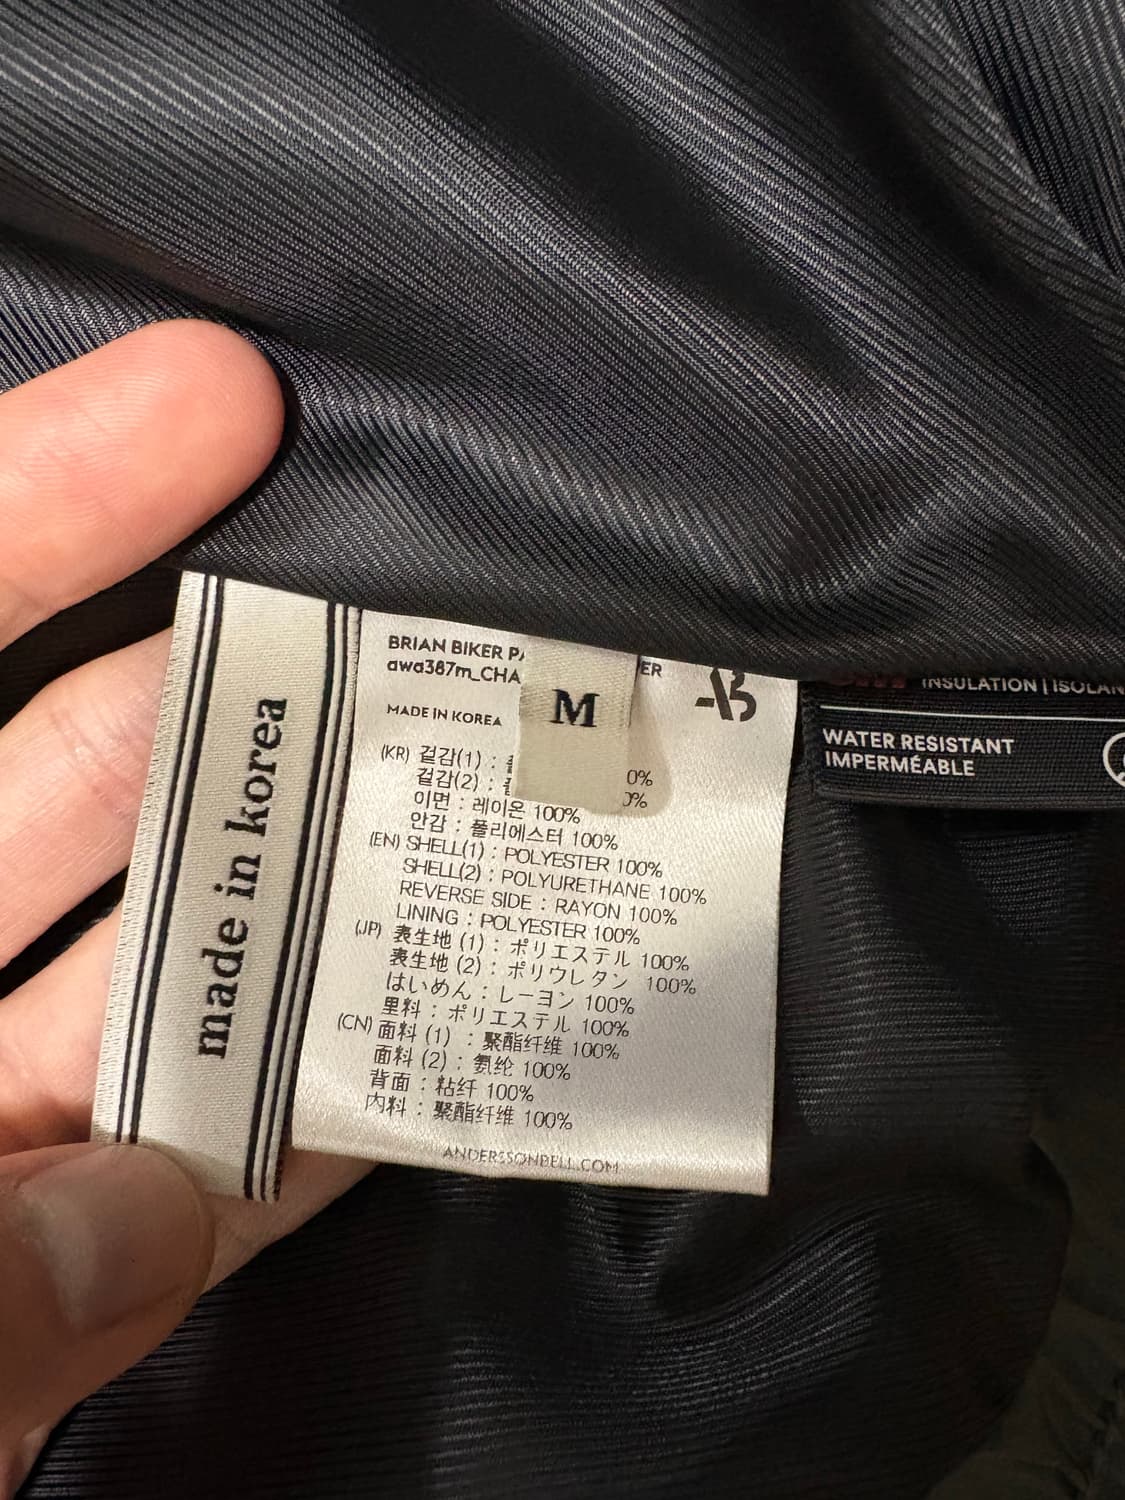 made in korea
BRIAN BIKER
awa387m_CHA
ER
MADE IN KOREA
M
(KR) 겉감(1) :
겉감(2) : 0%
0%
이면 : 레이온 100%
안감 : 폴리에스터 100%
(EN) SHELL(1) : POLYESTER 100%
SHELL(2) : POLYURETHANE 100%
REVERSE SIDE : RAYON 100%
LINING : POLYESTER 100%
(JP) 表生地 (1) : ポリエステル 100%
表生地 (2) : ポリウレタン 100%
はいめん : レーヨン 100%
里料 : ポリエステル 100%
(CN) 面料 (1) : 聚酯纤维 100%
面料 (2) : 氨纶 100%
背面 : 粘纤 100%
内料 : 聚酯纤维 100%
ANDERSSONBELL.COM
INSULATION | ISOLAN
WATER RESISTANT
IMPERMÉABLE